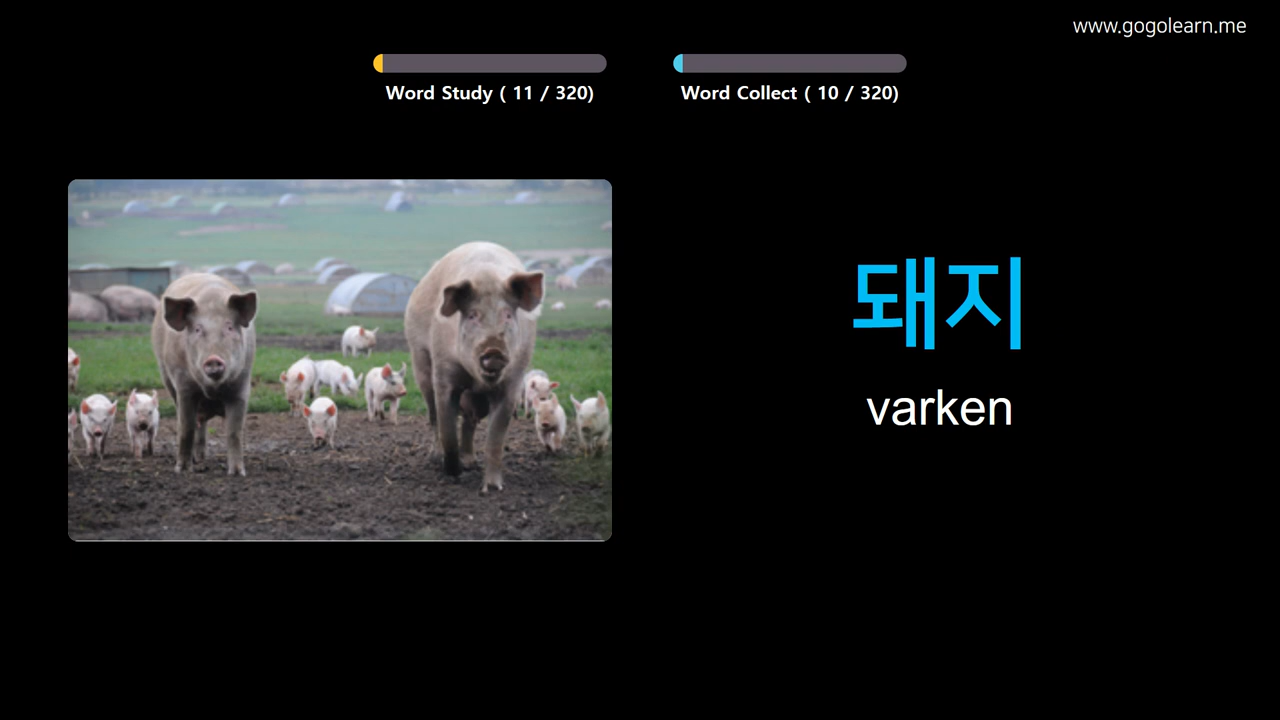 www.gogolearn.me
Word Study ( 11 / 320)
Word Collect ( 10 / 320)
돼지
varken